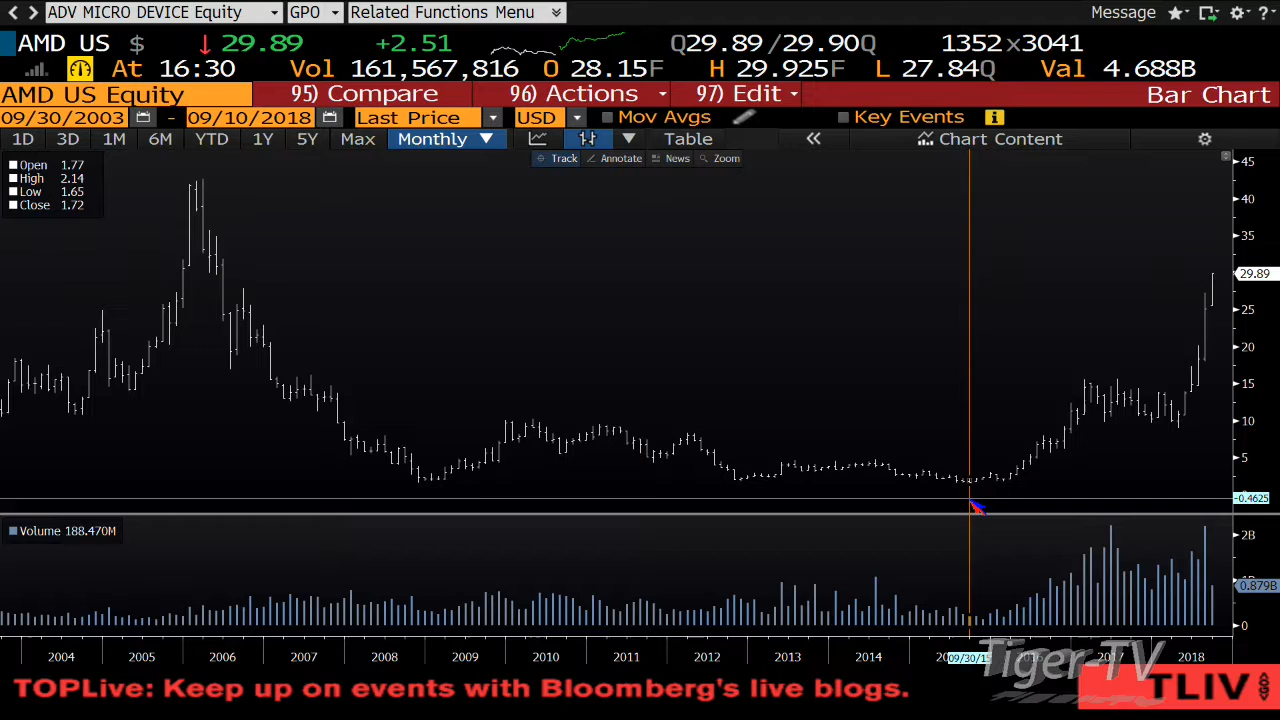 ADV MICRO DEVICE Equity GPO Related Functions Menu Message ?
AMD US $ ↓ 29.89 +2.51 Q29.89/29.90Q 1352x3041
At 16:30 Vol 161,567,816 O 28.15F H 29.925F L 27.84Q Val 4.688B
AMD US Equity 95) Compare 96) Actions 97) Edit Bar Chart
09/30/2003 - 09/10/2018 Last Price USD Mov Avgs Key Events i
1D 3D 1M 6M YTD 1Y 5Y Max Monthly ▼ Table « Chart Content
Track Annotate News Zoom
Open 1.77
High 2.14
Low 1.65
Close 1.72
45
40
35
29.89
25
20
15
10
5
-0.4625
Volume 188.470M
2B
0.879B
0
2004 2005 2006 2007 2008 2009 2010 2011 2012 2013 2014 09/30/15 2016 2018
Tiger-TV
TOPLive: Keep up on events with Bloomberg's live blogs.
TLIV